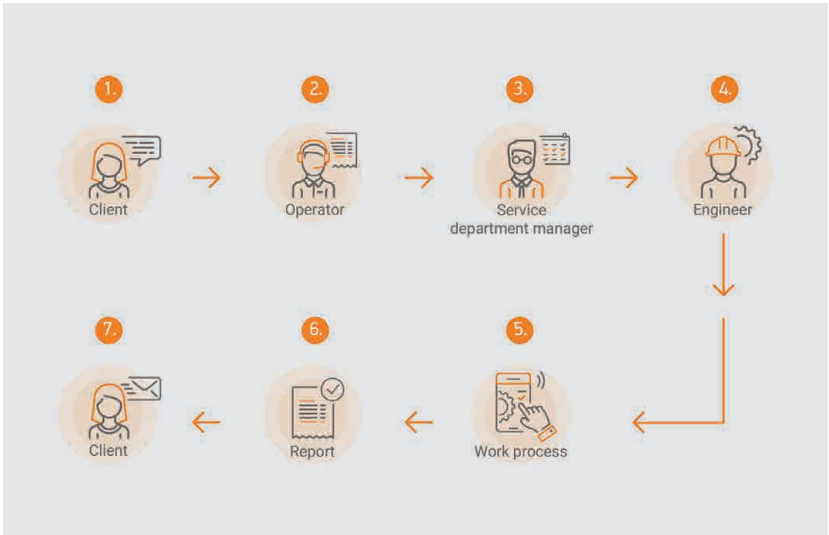 1.
2.
3.
4.
Client
Operator
Service
department manager
Engineer
7.
6.
5.
Client
Report
Work process